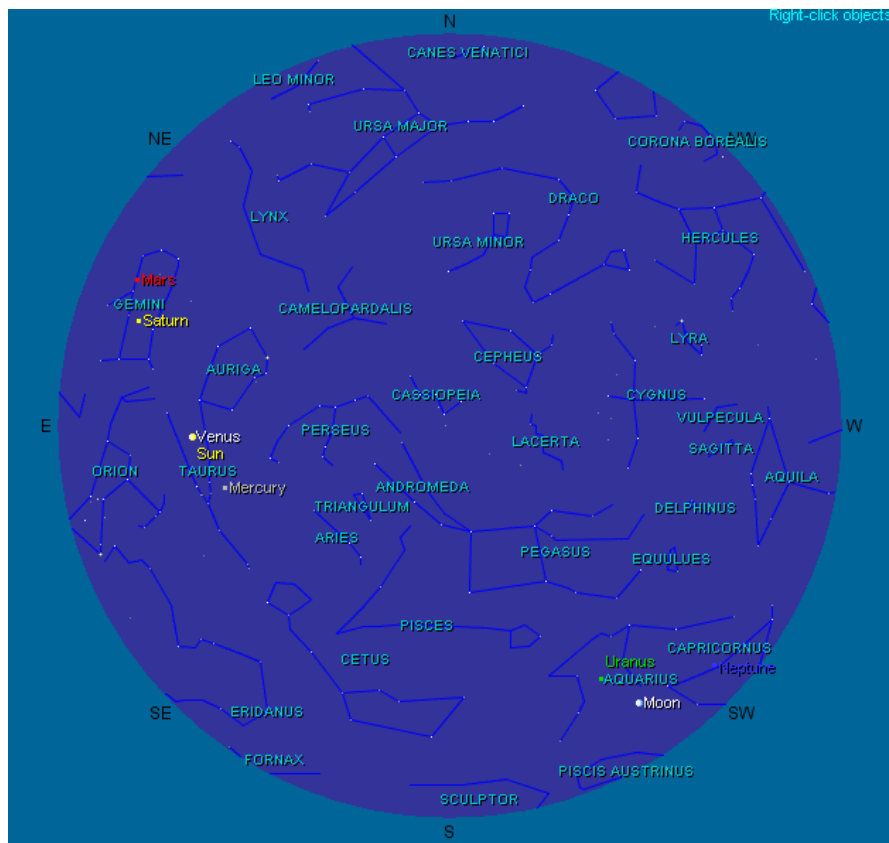 Right-click objects
N
CANES VENATICI
LEO MINOR
URSA MAJOR
NE
NW
CORONA BOREALIS
DRACO
LYNX
URSA MINOR
HERCULES
Mars
GEMINI
CAMELOPARDALIS
Saturn
LYRA
CEPHEUS
AURIGA
CASSIOPEIA
CYGNUS
VULPECULA
E
W
PERSEUS
Venus
LACERTA
SAGITTA
Sun
ORION
TAURUS
AQUILA
Mercury
ANDROMEDA
TRIANGULUM
DELPHINUS
ARIES
PEGASUS
EQUULUES
PISCES
CAPRICORNUS
CETUS
Uranus
Neptune
AQUARIUS
Moon
SE
ERIDANUS
SW
FORNAX
PISCIS AUSTRINUS
SCULPTOR
S